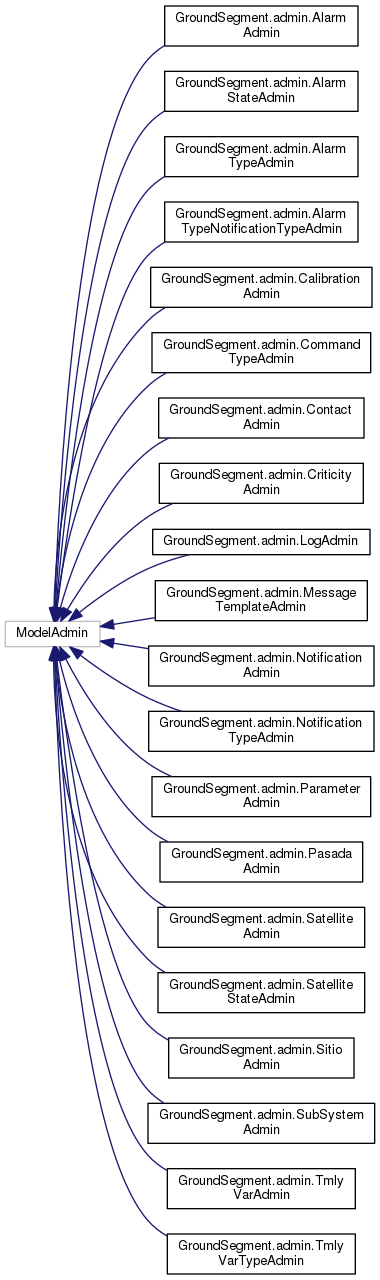 GroundSegment.admin.Alarm
Admin
GroundSegment.admin.Alarm
StateAdmin
GroundSegment.admin.Alarm
TypeAdmin
GroundSegment.admin.Alarm
TypeNotificationTypeAdmin
GroundSegment.admin.Calibration
Admin
GroundSegment.admin.Command
TypeAdmin
GroundSegment.admin.Contact
Admin
GroundSegment.admin.Criticity
Admin
GroundSegment.admin.LogAdmin
GroundSegment.admin.Message
TemplateAdmin
ModelAdmin
GroundSegment.admin.Notification
Admin
GroundSegment.admin.Notification
TypeAdmin
GroundSegment.admin.Parameter
Admin
GroundSegment.admin.Pasada
Admin
GroundSegment.admin.Satellite
Admin
GroundSegment.admin.Satellite
StateAdmin
GroundSegment.admin.Sitio
Admin
GroundSegment.admin.SubSystem
Admin
GroundSegment.admin.Tmly
VarAdmin
GroundSegment.admin.Tmly
VarTypeAdmin